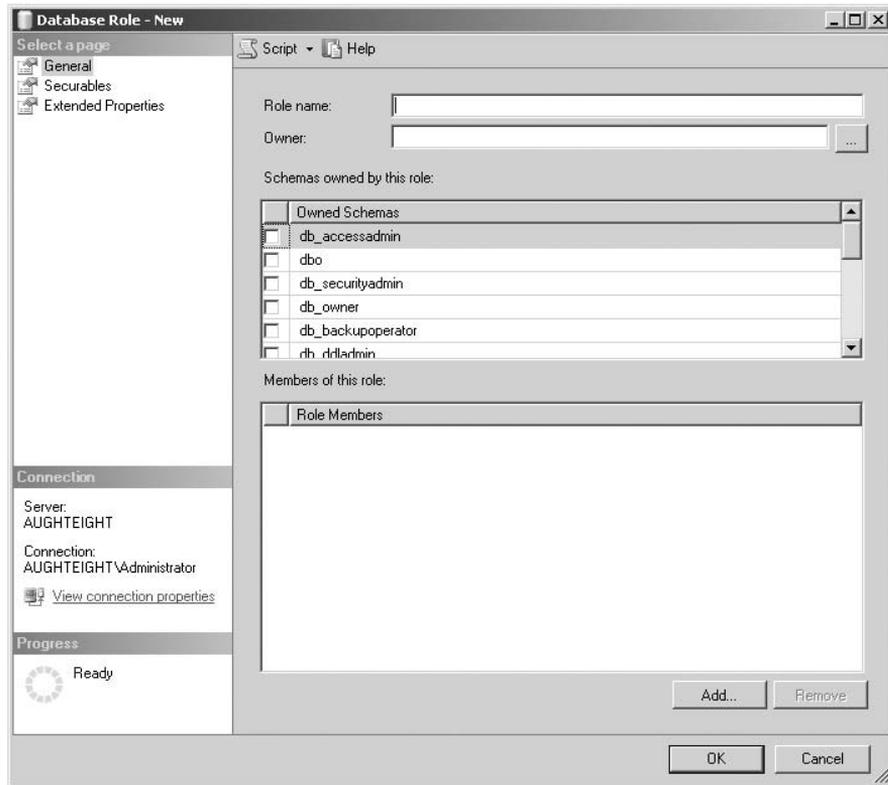 Database Role - New
Select a page
General
Securables
Extended Properties
Script
Help
Role name:
Owner:
...
Schemas owned by this role:
Owned Schemas
db_accessadmin
dbo
db_securityadmin
db_owner
db_backupoperator
db_ddladmin
Members of this role:
Role Members
Connection
Server:
AUGHTEIGHT
Connection:
AUGHTEIGHT\Administrator
View connection properties
Progress
Ready
Add...
Remove
OK
Cancel